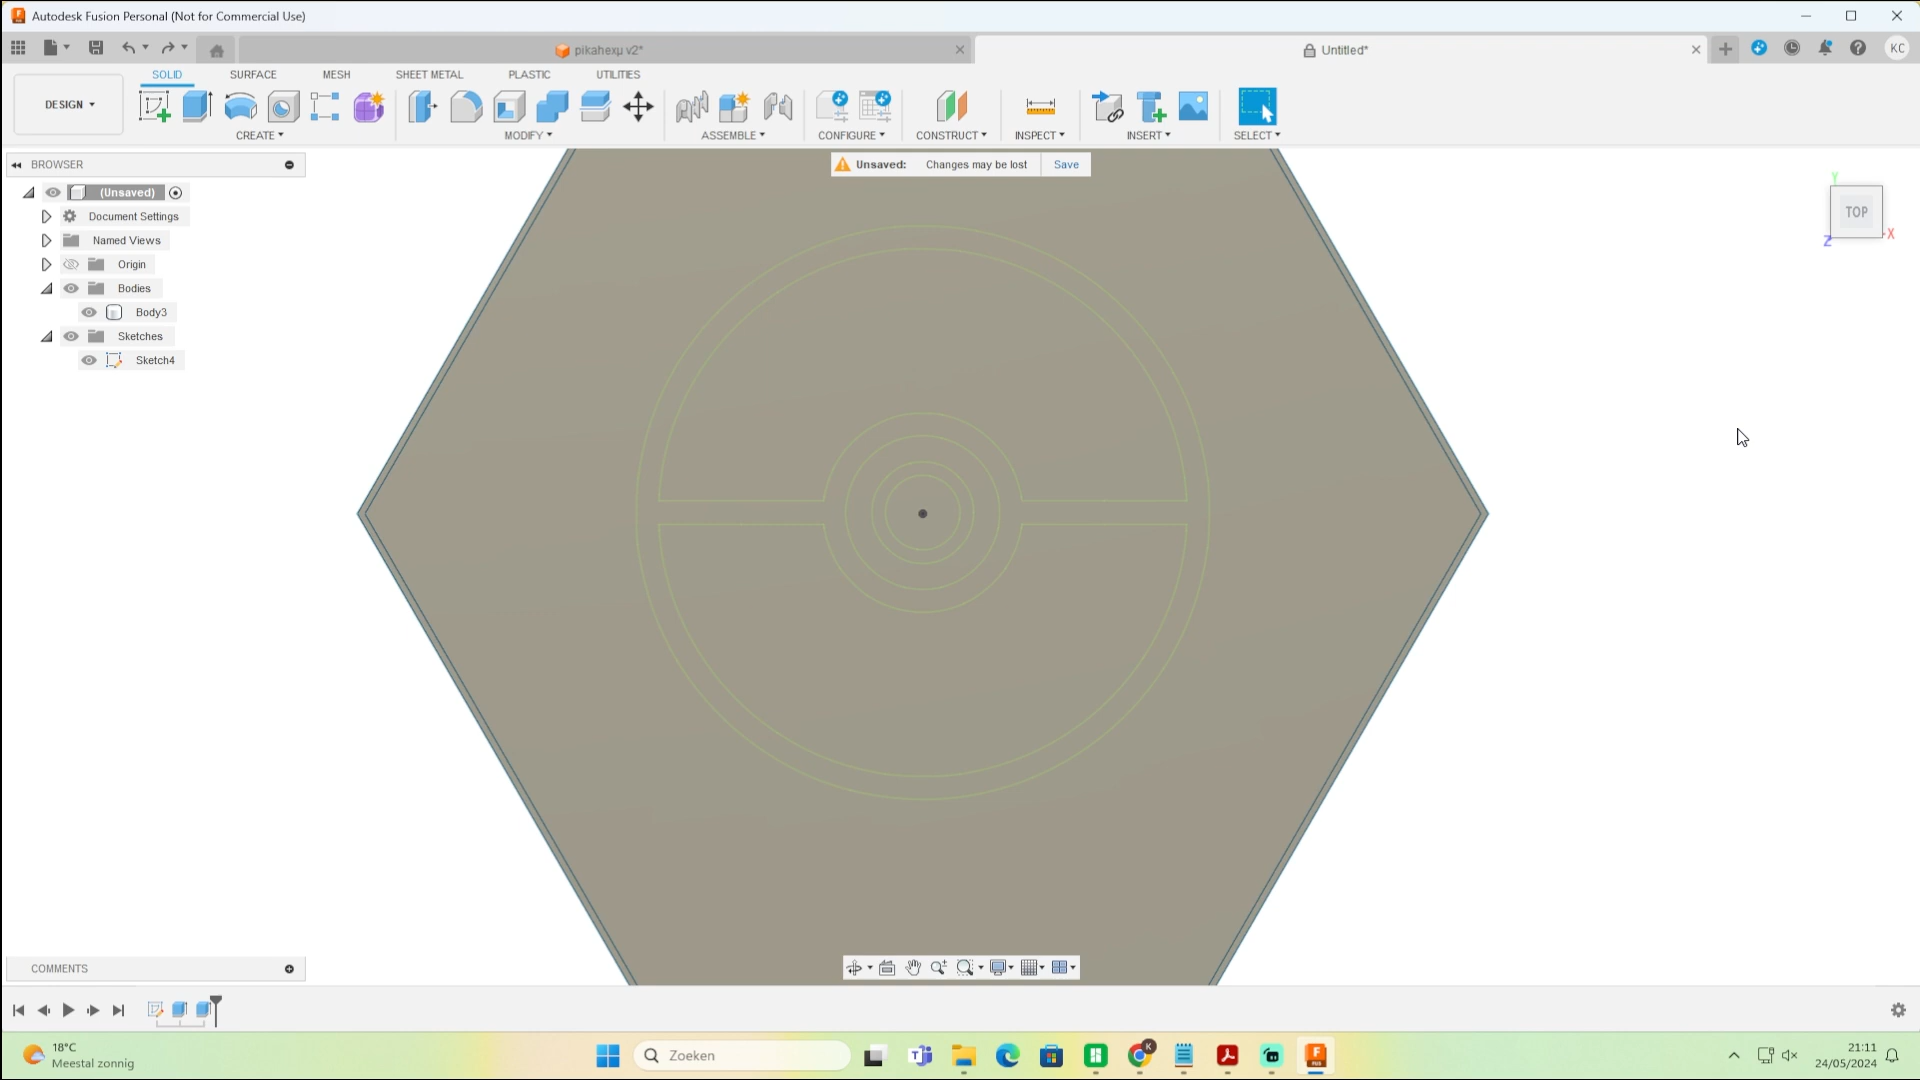 Autodesk Fusion Personal (Not for Commercial Use)
pikahexμ v2*
Untitled*
KC
DESIGN
SOLID
SURFACE
MESH
SHEET METAL
PLASTIC
UTILITIES
CREATE
MODIFY
ASSEMBLE
CONFIGURE
CONSTRUCT
INSPECT
INSERT
SELECT
BROWSER
Unsaved: Changes may be lost Save
(Unsaved)
Document Settings
Named Views
Origin
Bodies
Body3
Sketches
Sketch4
Y
TOP
X
Z
COMMENTS
18°C
Meestal zonnig
Zoeken
21:11
24/05/2024